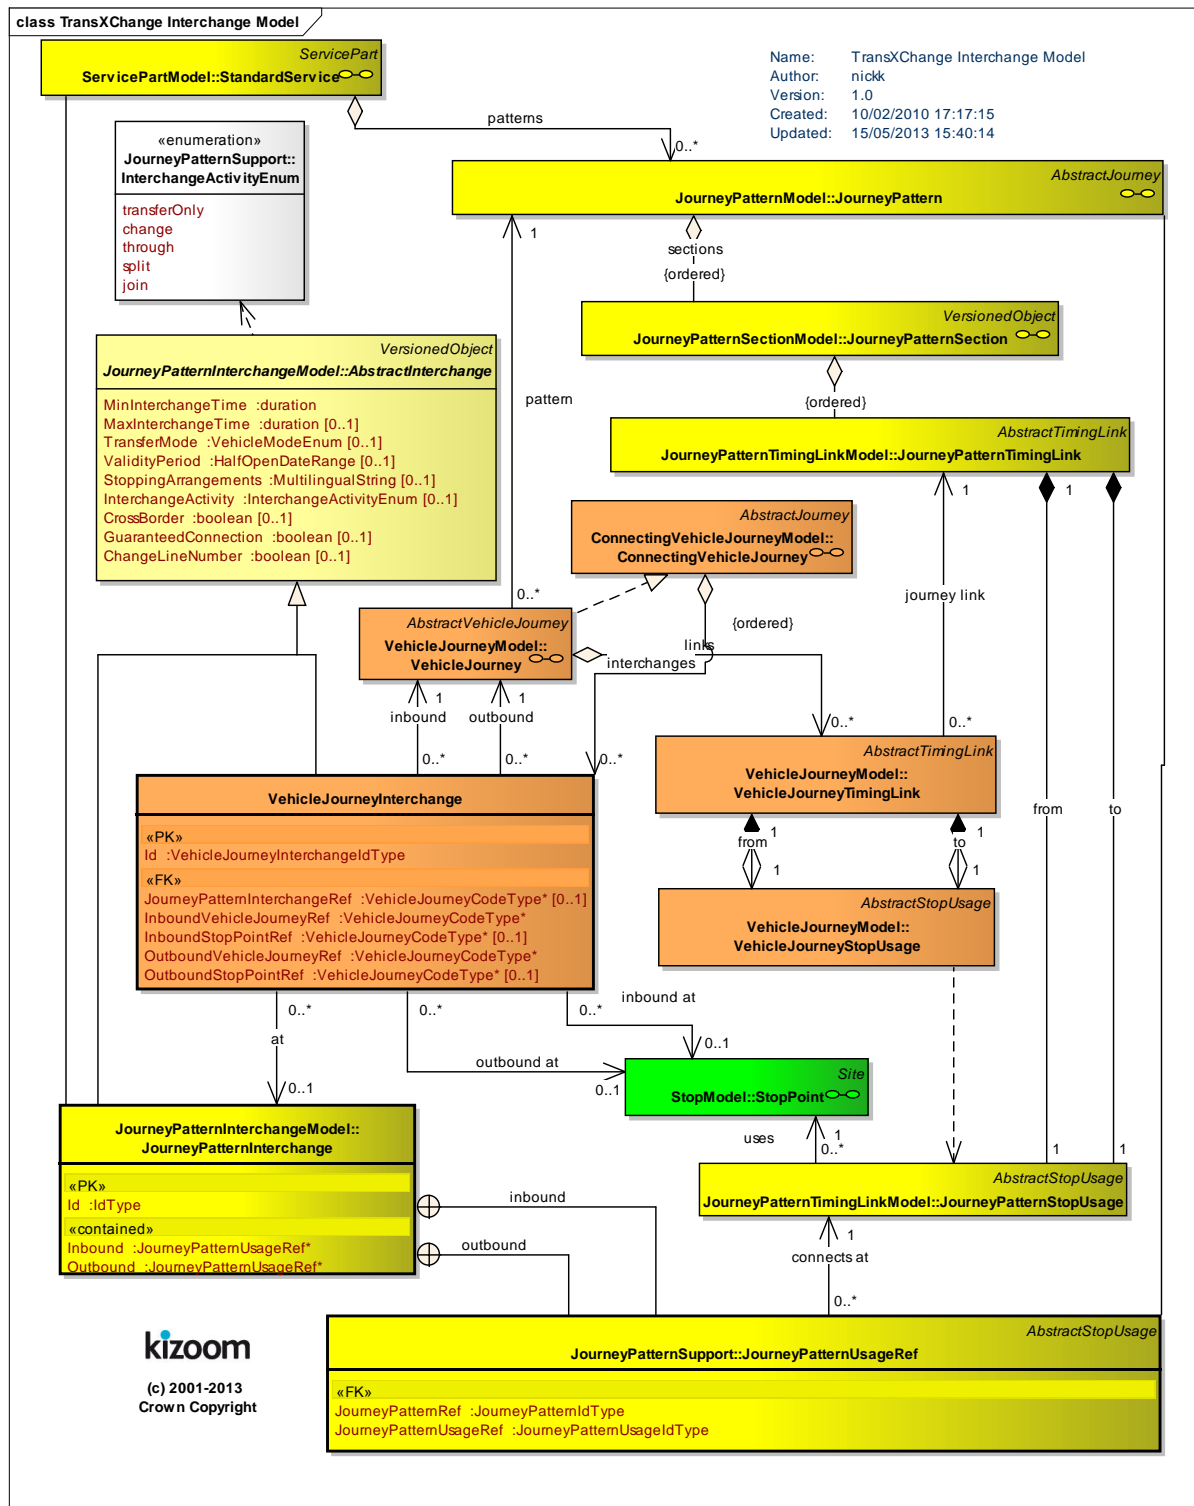 class TransXChange Interchange Model
ServicePart
ServicePartModel::StandardService
Name: TransXChange Interchange Model
Author: nickk
Version: 1.0
Created: 10/02/2010 17:17:15
Updated: 15/05/2013 15:40:14
patterns
0..*
«enumeration»
JourneyPatternSupport::
InterchangeActivityEnum
transferOnly
change
through
split
join
AbstractJourney
JourneyPatternModel::JourneyPattern
1
sections
{ordered}
VersionedObject
JourneyPatternSectionModel::JourneyPatternSection
{ordered}
VersionedObject
JourneyPatternInterchangeModel::AbstractInterchange
MinInterchangeTime :duration
MaxInterchangeTime :duration [0..1]
TransferMode :VehicleModeEnum [0..1]
ValidityPeriod :HalfOpenDateRange [0..1]
StoppingArrangements :MultilingualString [0..1]
InterchangeActivity :InterchangeActivityEnum [0..1]
CrossBorder :boolean [0..1]
GuaranteedConnection :boolean [0..1]
ChangeLineNumber :boolean [0..1]
pattern
AbstractTimingLink
JourneyPatternTimingLinkModel::JourneyPatternTimingLink
1
1
AbstractJourney
ConnectingVehicleJourneyModel::
ConnectingVehicleJourney
0..*
journey link
{ordered}
AbstractVehicleJourney
VehicleJourneyModel::
VehicleJourney
links
interchanges
1
1
inbound
outbound
0..*
0..*
0..*
0..*
0..*
AbstractTimingLink
VehicleJourneyModel::
VehicleJourneyTimingLink
from
to
VehicleJourneyInterchange
«PK»
Id :VehicleJourneyInterchangeIdType
«FK»
JourneyPatternInterchangeRef :VehicleJourneyCodeType* [0..1]
InboundVehicleJourneyRef :VehicleJourneyCodeType*
InboundStopPointRef :VehicleJourneyCodeType* [0..1]
OutboundVehicleJourneyRef :VehicleJourneyCodeType*
OutboundStopPointRef :VehicleJourneyCodeType* [0..1]
1
1
from
to
1
1
AbstractStopUsage
VehicleJourneyModel::
VehicleJourneyStopUsage
inbound at
0..*
0..*
0..*
at
0..1
outbound at
0..1
0..1
Site
StopModel::StopPoint
uses
1
0..*
1
1
JourneyPatternInterchangeModel::
JourneyPatternInterchange
«PK»
Id :IdType
«contained»
Inbound :JourneyPatternUsageRef*
Outbound :JourneyPatternUsageRef*
inbound
outbound
AbstractStopUsage
JourneyPatternTimingLinkModel::JourneyPatternStopUsage
1
connects at
0..*
kizoom
(c) 2001-2013
Crown Copyright
AbstractStopUsage
JourneyPatternSupport::JourneyPatternUsageRef
«FK»
JourneyPatternRef :JourneyPatternIdType
JourneyPatternUsageRef :JourneyPatternUsageIdType